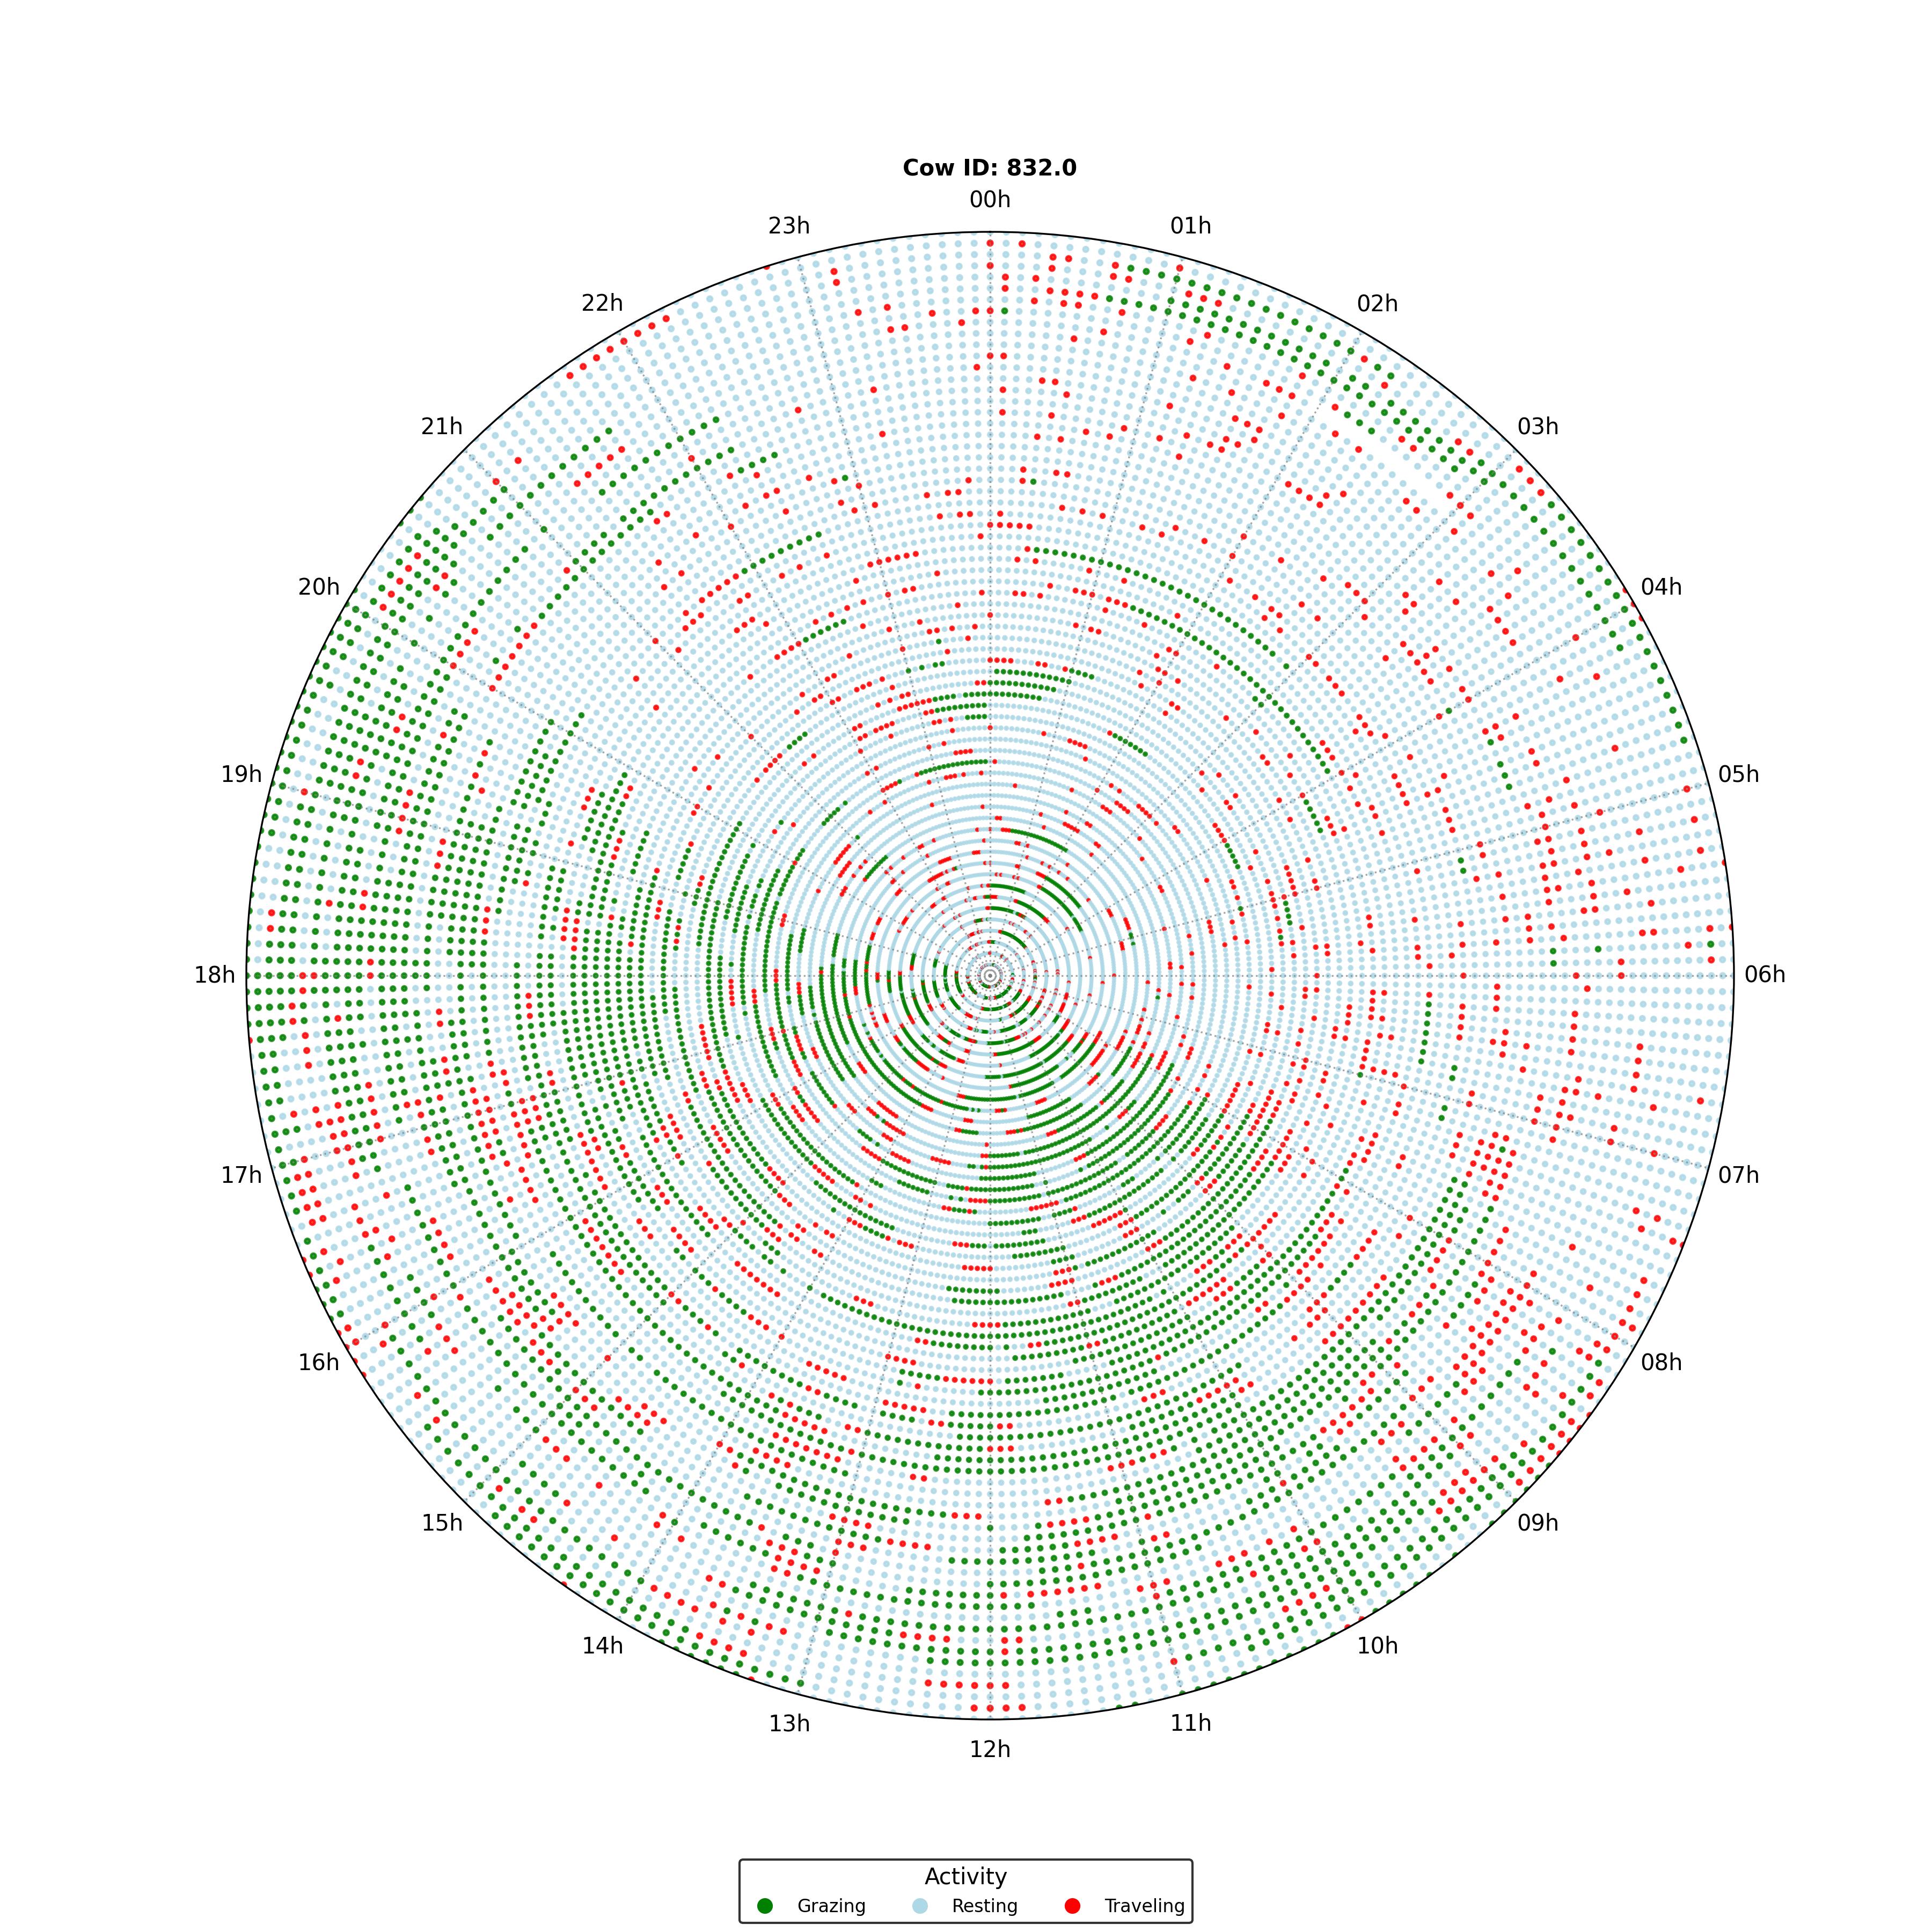 Cow ID: 832.0
00h
01h
02h
03h
04h
05h
06h
07h
08h
09h
10h
11h
12h
13h
14h
15h
16h
17h
18h
19h
20h
21h
22h
23h
Activity
Grazing Resting Traveling